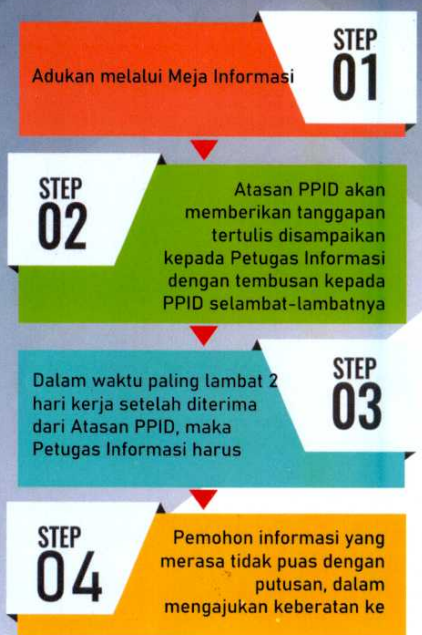 STEP
01
Adukan melalui Meja Informasi
STEP
02
Atasan PPID akan
memberikan tanggapan
tertulis disampaikan
kepada Petugas Informasi
dengan tembusan kepada
PPID selambat-lambatnya
STEP
03
Dalam waktu paling lambat 2
hari kerja setelah diterima
dari Atasan PPID, maka
Petugas Informasi harus
STEP
04
Pemohon informasi yang
merasa tidak puas dengan
putusan, dalam
mengajukan keberatan ke